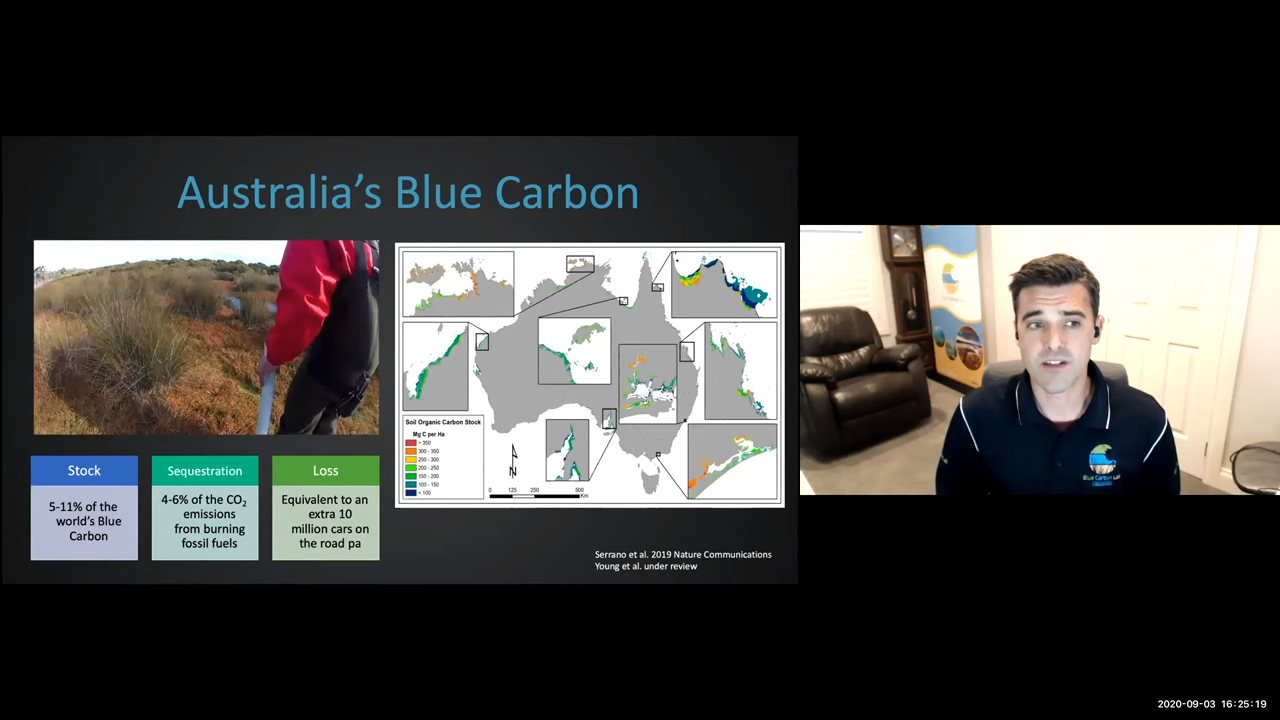 Australia's Blue Carbon
Stock
5-11% of the
world's Blue
Carbon
Sequestration
4-6% of the CO2
emissions
from burning
fossil fuels
Loss
Equivalent to an
extra 10
million cars on
the road pa
Soil Organic Carbon Stock
Mg C per Ha
> 350
300 - 350
250 - 300
200 - 250
150 - 200
100 - 150
< 100
N
0 125 250 500
Km
Serrano et al. 2019 Nature Communications
Young et al. under review
Blue Carbon Lab
2020-09-03 16:25:19